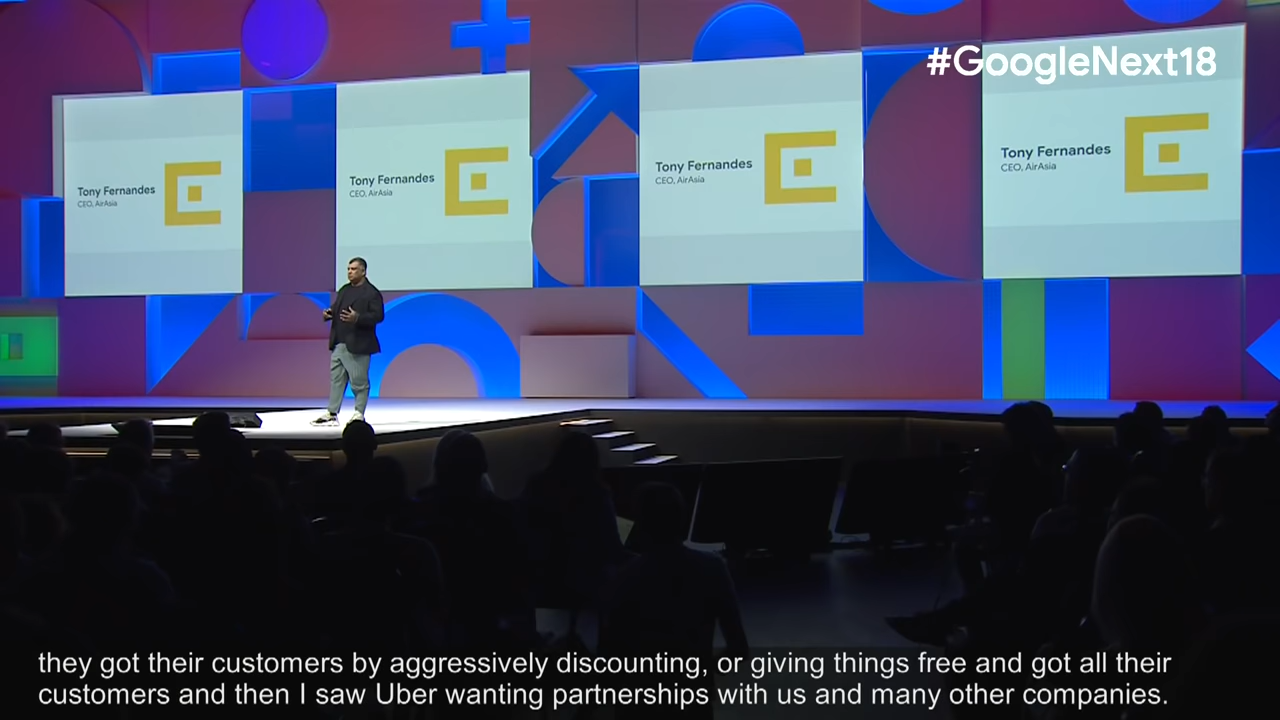 #GoogleNext18
Tony Fernandes
CEO, AirAsia
Tony Fernandes
CEO, AirAsia
Tony Fernandes
CEO, AirAsia
Tony Fernandes
CEO, AirAsia
they got their customers by aggressively discounting, or giving things free and got all their
customers and then I saw Uber wanting partnerships with us and many other companies.